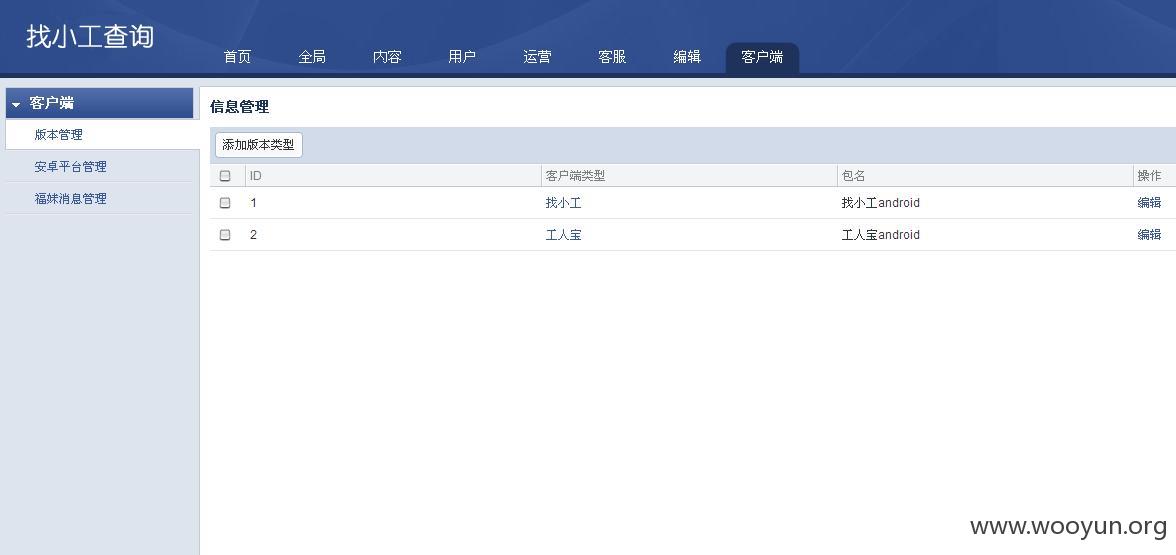 找小工查询
首页 全局 内容 用户 运营 客服 编辑 客户端
客户端
版本管理
安卓平台管理
福妹消息管理
信息管理
添加版本类型
ID 客户端类型 包名 操作
1 找小工 找小工android 编辑
2 工人宝 工人宝android 编辑
www.wooyun.org